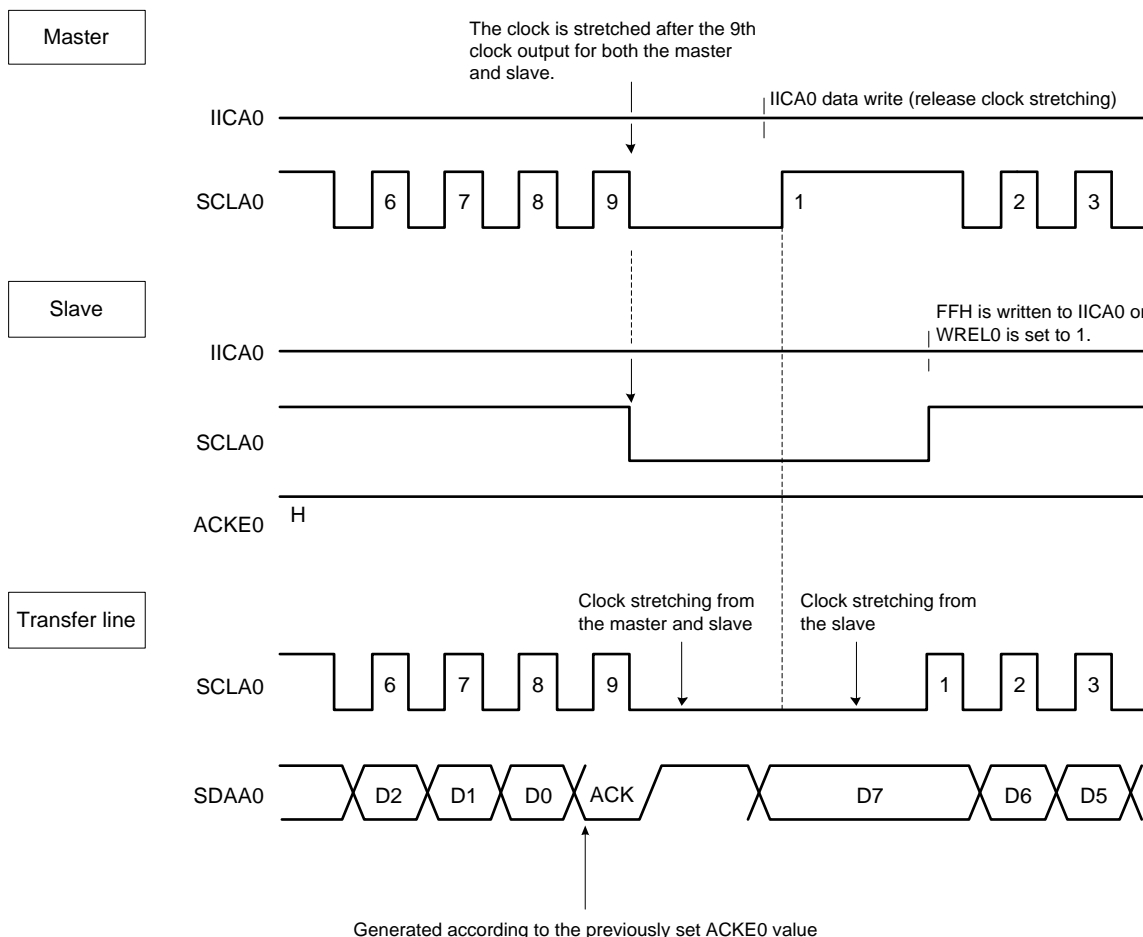 Master
The clock is stretched after the 9th
clock output for both the master
and slave.
IICA0 data write (release clock stretching)
IICA0
SCLA0
6
7
8
9
1
2
3
Slave
FFH is written to IICA0 or
WREL0 is set to 1.
IICA0
SCLA0
H
ACKE0
Transfer line
Clock stretching from
the master and slave
Clock stretching from
the slave
SCLA0
6
7
8
9
1
2
3
SDAA0
D2
D1
D0
ACK
D7
D6
D5
Generated according to the previously set ACKE0 value